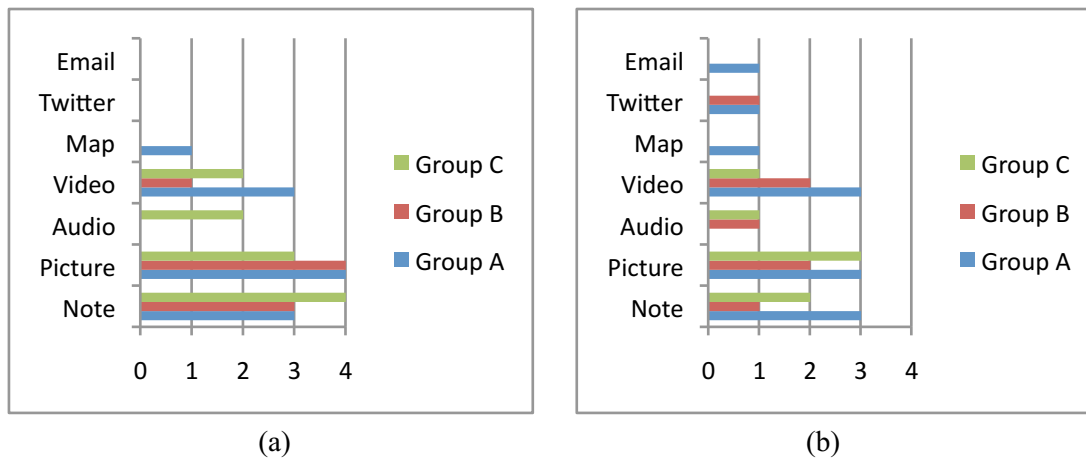 Email
Twitter
Map
Video
Audio
Picture
Note
0 1 2 3 4
Group C
Group B
Group A
(a)
Email
Twitter
Map
Video
Audio
Picture
Note
0 1 2 3 4
Group C
Group B
Group A
(b)